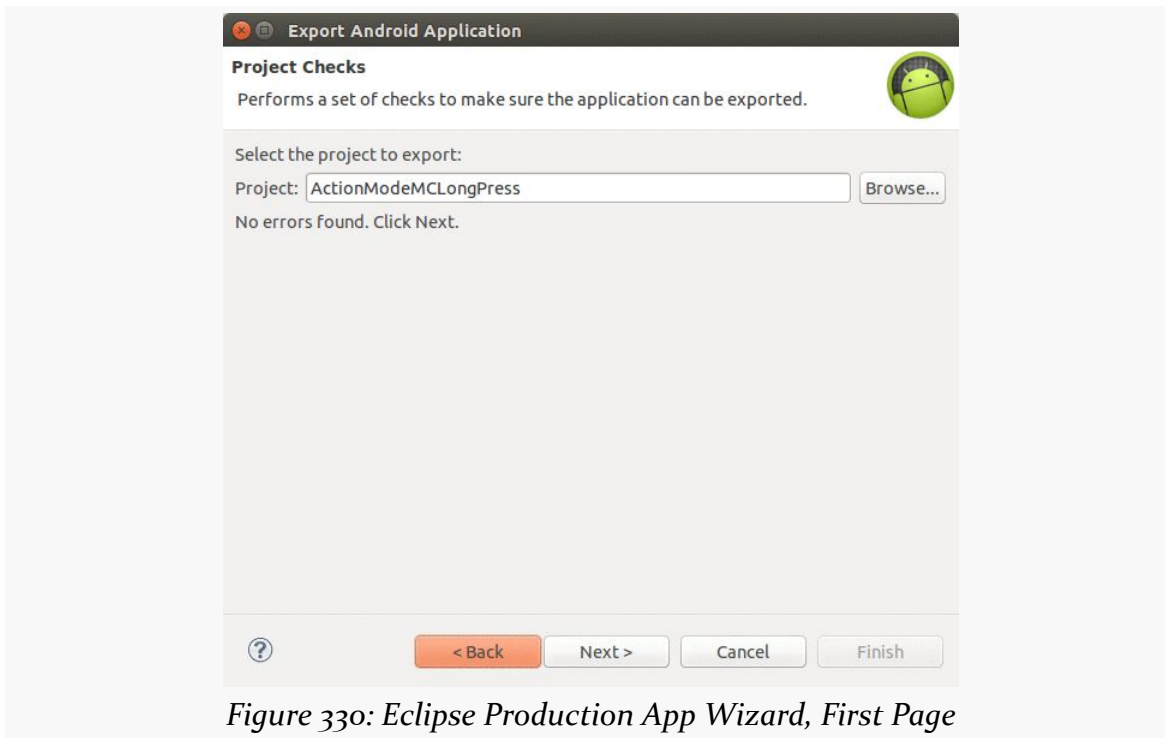 Export Android Application
Project Checks
Performs a set of checks to make sure the application can be exported.
Select the project to export:
Project: ActionModeMCLongPress Browse...
No errors found. Click Next.
? < Back Next > Cancel Finish
Figure 330: Eclipse Production App Wizard, First Page